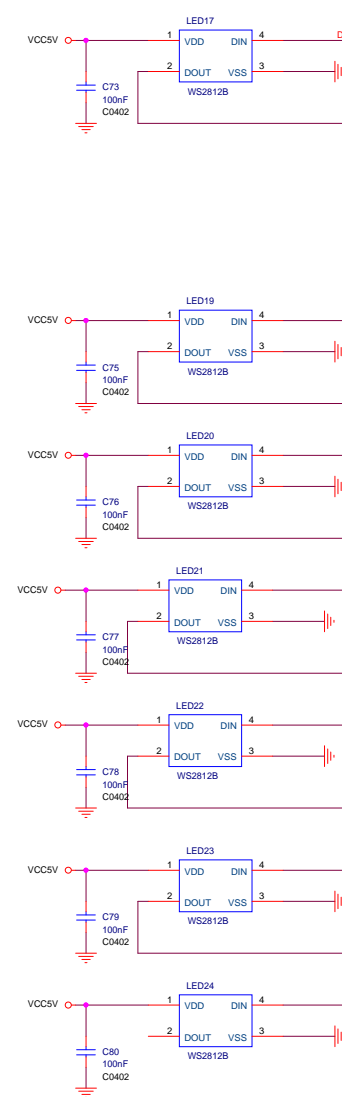 LED17
VCC5V
1
VDD
DIN
4
D
2
DOUT
VSS
3
C73
100nF
C0402
WS2812B
LED19
VCC5V
1
VDD
DIN
4
2
DOUT
VSS
3
C75
100nF
C0402
WS2812B
LED20
VCC5V
1
VDD
DIN
4
2
DOUT
VSS
3
C76
100nF
C0402
WS2812B
LED21
VCC5V
1
VDD
DIN
4
2
DOUT
VSS
3
C77
100nF
C0402
WS2812B
LED22
VCC5V
1
VDD
DIN
4
2
DOUT
VSS
3
C78
100nF
C0402
WS2812B
LED23
VCC5V
1
VDD
DIN
4
2
DOUT
VSS
3
C79
100nF
C0402
WS2812B
LED24
VCC5V
1
VDD
DIN
4
2
DOUT
VSS
3
C80
100nF
C0402
WS2812B